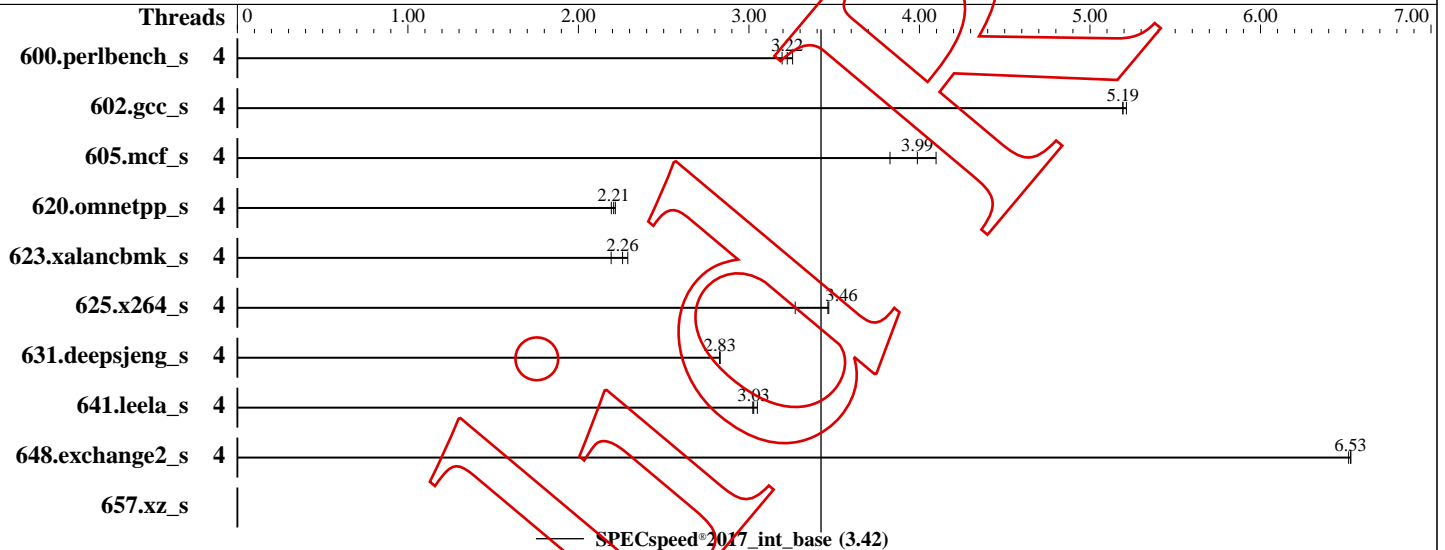 Threads 0 1.00 2.00 3.00 4.00 5.00 6.00 7.00
600.perlbench_s 4 3.22
602.gcc_s 4 5.19
605.mcf_s 4 3.99
620.omnetpp_s 4 2.21
623.xalancbmk_s 4 2.26
625.x264_s 4 3.46
631.deepsjeng_s 4 2.83
641.leela_s 4 3.03
648.exchange2_s 4 6.53
657.xz_s
SPECspeed®2017_int_base (3.42)